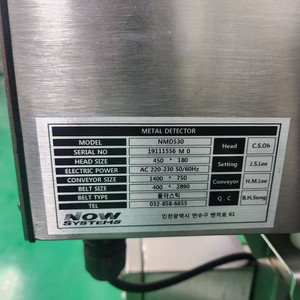 METAL DETECTOR
MODEL NMD530 Head C.S.Oh
SERIAL NO 19111556 M 0
HEAD SIZE 450 * 180 Setting J.S.Lee
ELECTRIC POWER AC 220-230 50/60Hz
CONVEYOR SIZE 1400 * 750 Conveyor H.M.Lee
BELT SIZE 400 * 2890
BELT TYPE 플라스틱 Q.C B.H.Song
TEL 032-858-6655
NOW SYSTEMS 인천광역시 연수구 벤처로 61